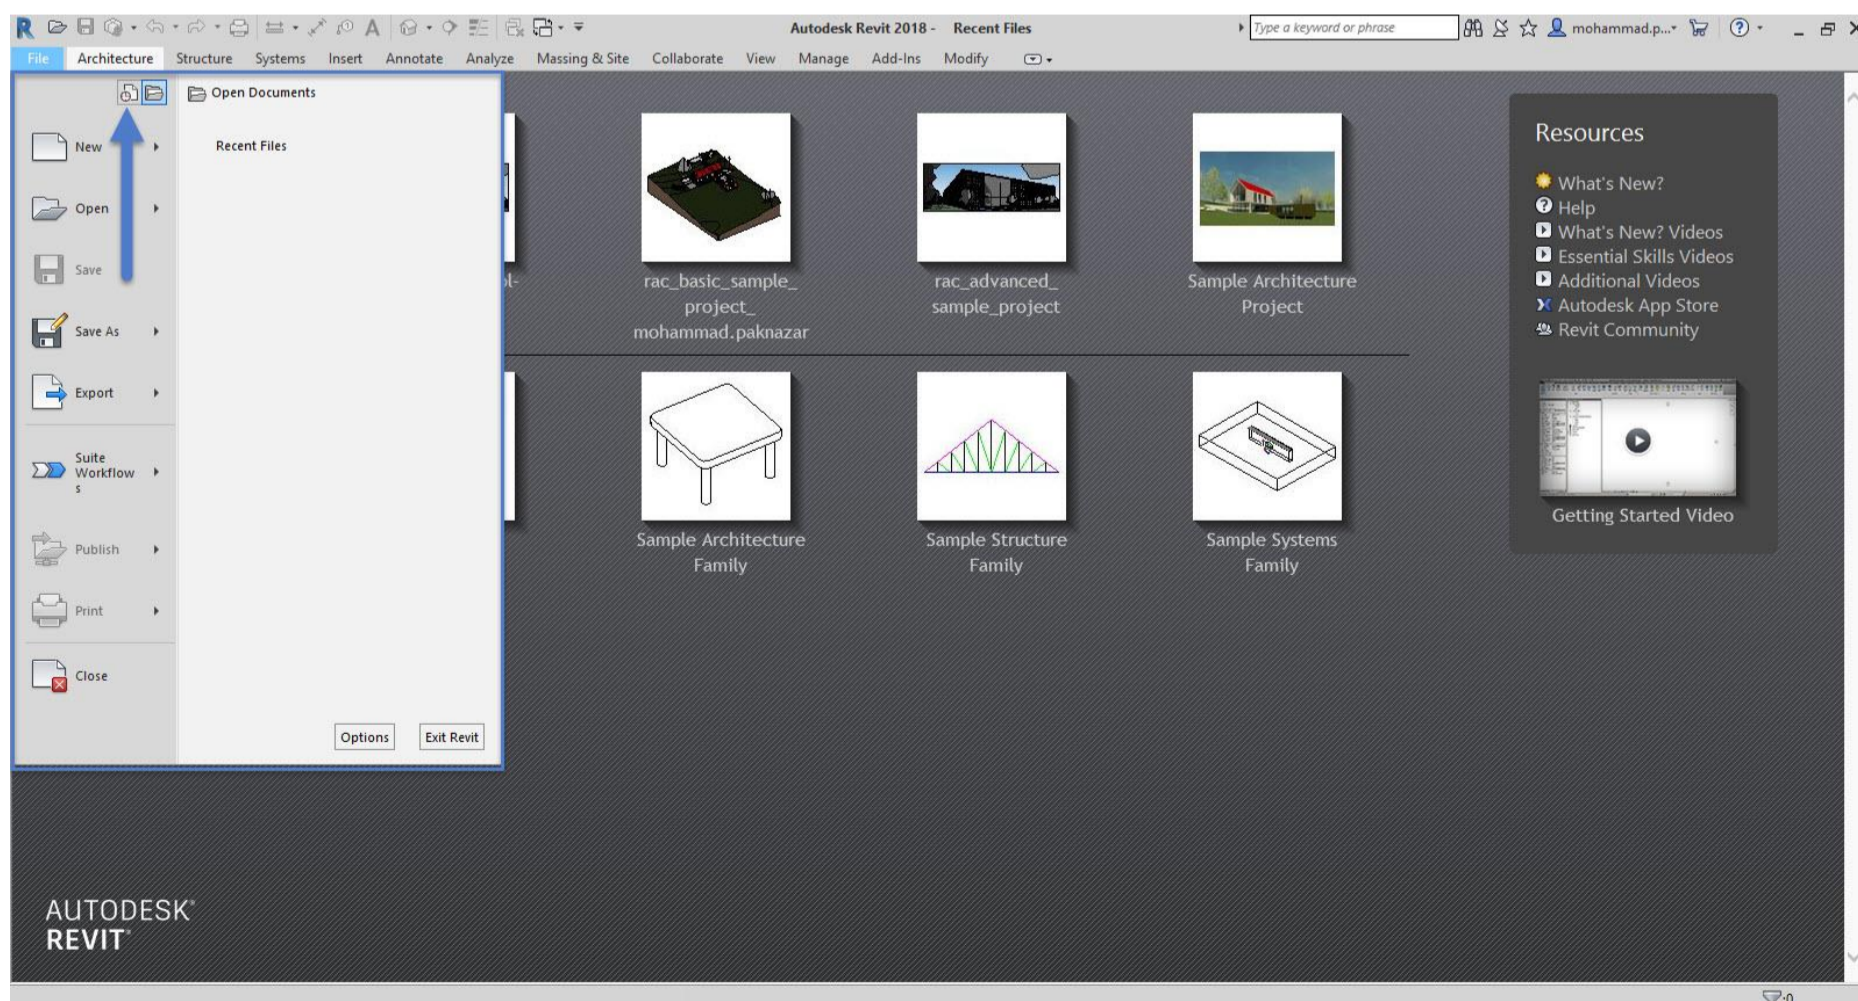 Autodesk Revit 2018 - Recent Files
Type a keyword or phrase
mohammad.p...
File Architecture Structure Systems Insert Annotate Analyze Massing & Site Collaborate View Manage Add-Ins Modify
Open Documents
Recent Files
New
Open
Save
Save As
Export
Suite
Workflow
s
Publish
Print
Close
Options Exit Revit
ol-
rac_basic_sample_
project_
mohammad.paknazar
rac_advanced_
sample_project
Sample Architecture
Project
Sample Architecture
Family
Sample Structure
Family
Sample Systems
Family
Resources
What's New?
Help
What's New? Videos
Essential Skills Videos
Additional Videos
Autodesk App Store
Revit Community
Getting Started Video
AUTODESK®
REVIT®
:0